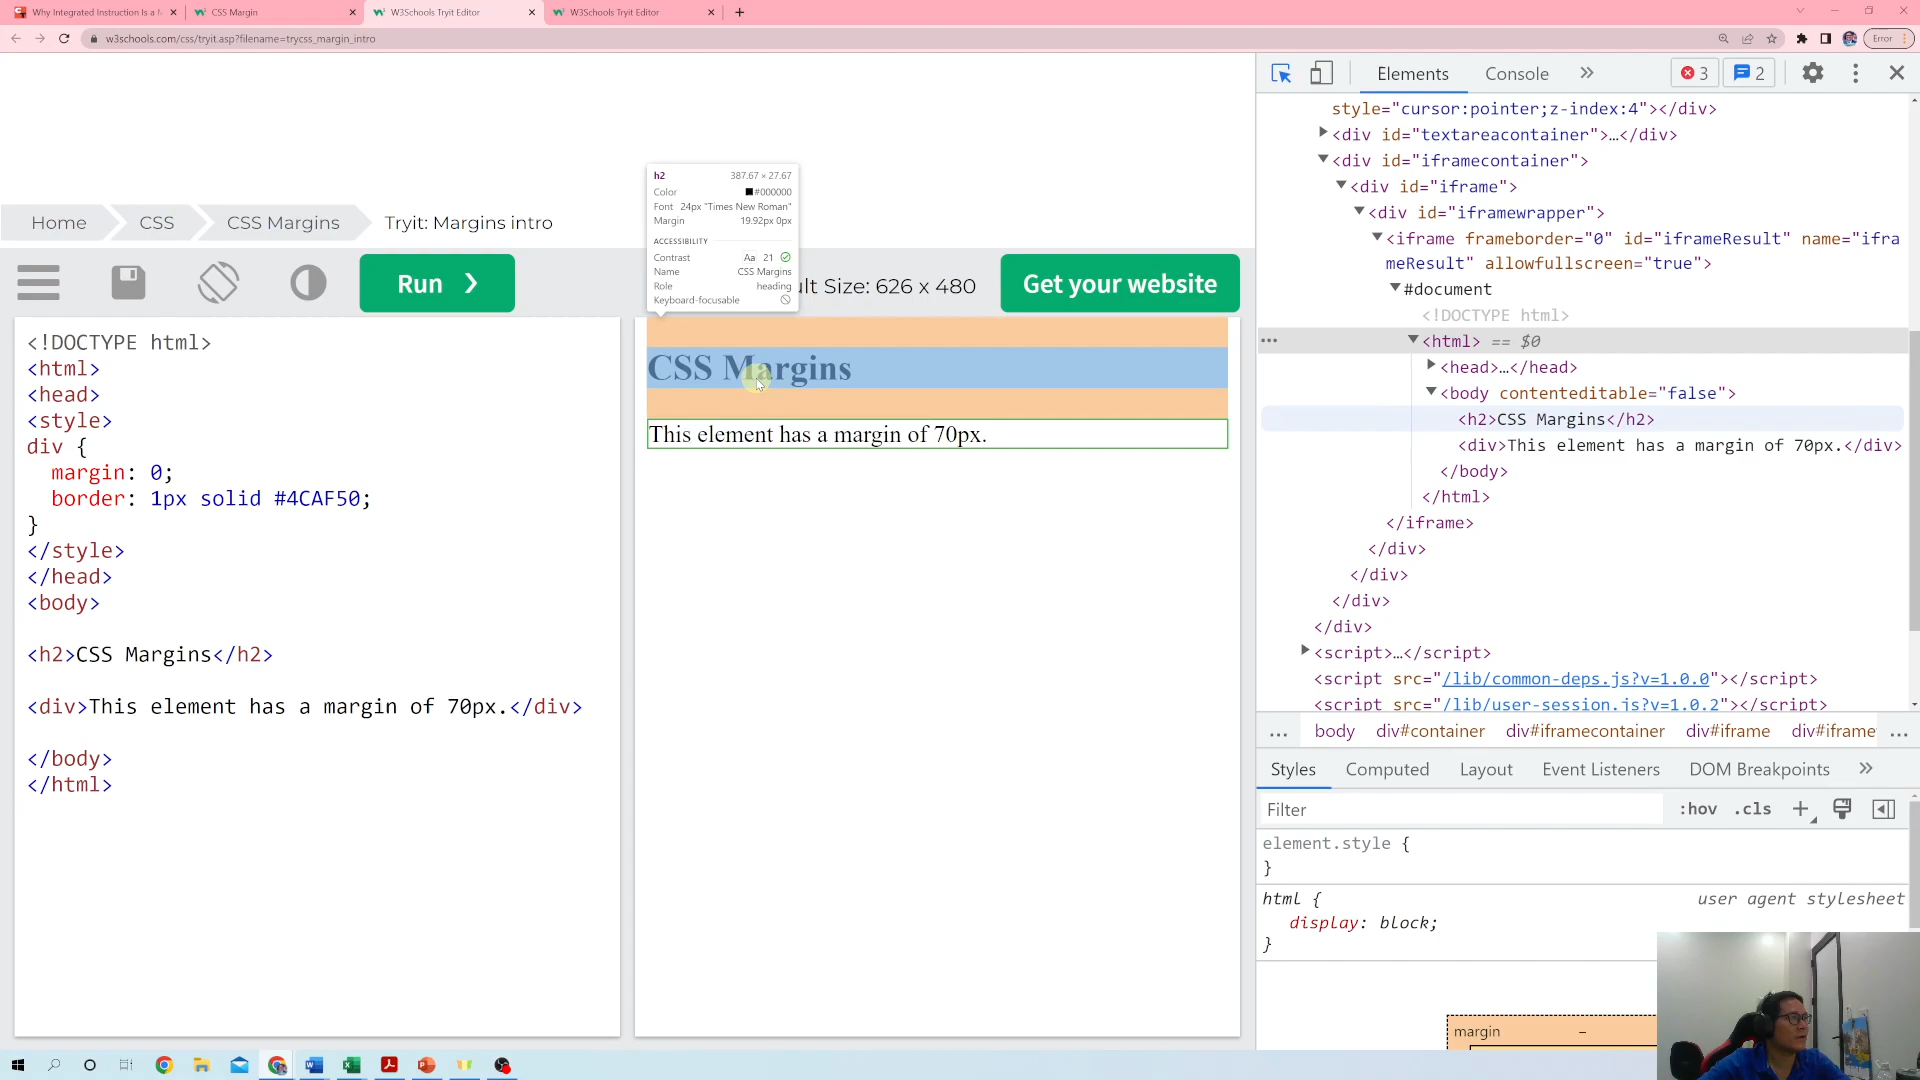 Why Integrated Instruction Is a M
CSS Margin
W3Schools Tryit Editor
W3Schools Tryit Editor
w3schools.com/css/tryit.asp?filename=trycss_margin_intro
Error
Home
CSS
CSS Margins
Tryit: Margins intro
Run ❯
ult Size: 626 x 480
Get your website
h2 387.67 × 27.67
Color #000000
Font 24px "Times New Roman"
Margin 19.92px 0px
ACCESSIBILITY
Contrast Aa 21
Name CSS Margins
Role heading
Keyboard-focusable
<!DOCTYPE html>
<html>
<head>
<style>
div {
margin: 0;
border: 1px solid #4CAF50;
}
</style>
</head>
<body>
<h2>CSS Margins</h2>
<div>This element has a margin of 70px.</div>
</body>
</html>
CSS Margins
This element has a margin of 70px.
Elements
Console
3
2
style="cursor:pointer;z-index:4"></div>
<div id="textareacontainer">…</div>
<div id="iframecontainer">
<div id="iframe">
<div id="iframewrapper">
<iframe frameborder="0" id="iframeResult" name="ifra
meResult" allowfullscreen="true">
#document
<!DOCTYPE html>
<html> == $0
<head>…</head>
<body contenteditable="false">
<h2>CSS Margins</h2>
<div>This element has a margin of 70px.</div>
</body>
</html>
</iframe>
</div>
</div>
</div>
</div>
<script>…</script>
<script src="/lib/common-deps.js?v=1.0.0"></script>
<script src="/lib/user-session.js?v=1.0.2"></script>
… body div#container div#iframecontainer div#iframe div#iframe …
Styles Computed Layout Event Listeners DOM Breakpoints
Filter
:hov .cls
element.style {
}
html { user agent stylesheet
display: block;
}
margin –